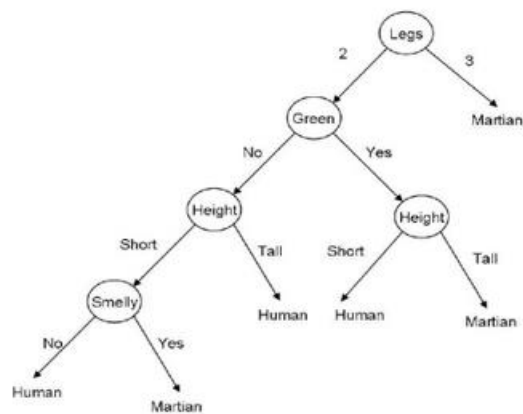 Legs
2 3
Green Martian
No Yes
Height Height
Short Tall Short Tall
Smelly Human Human Martian
No Yes
Human Martian